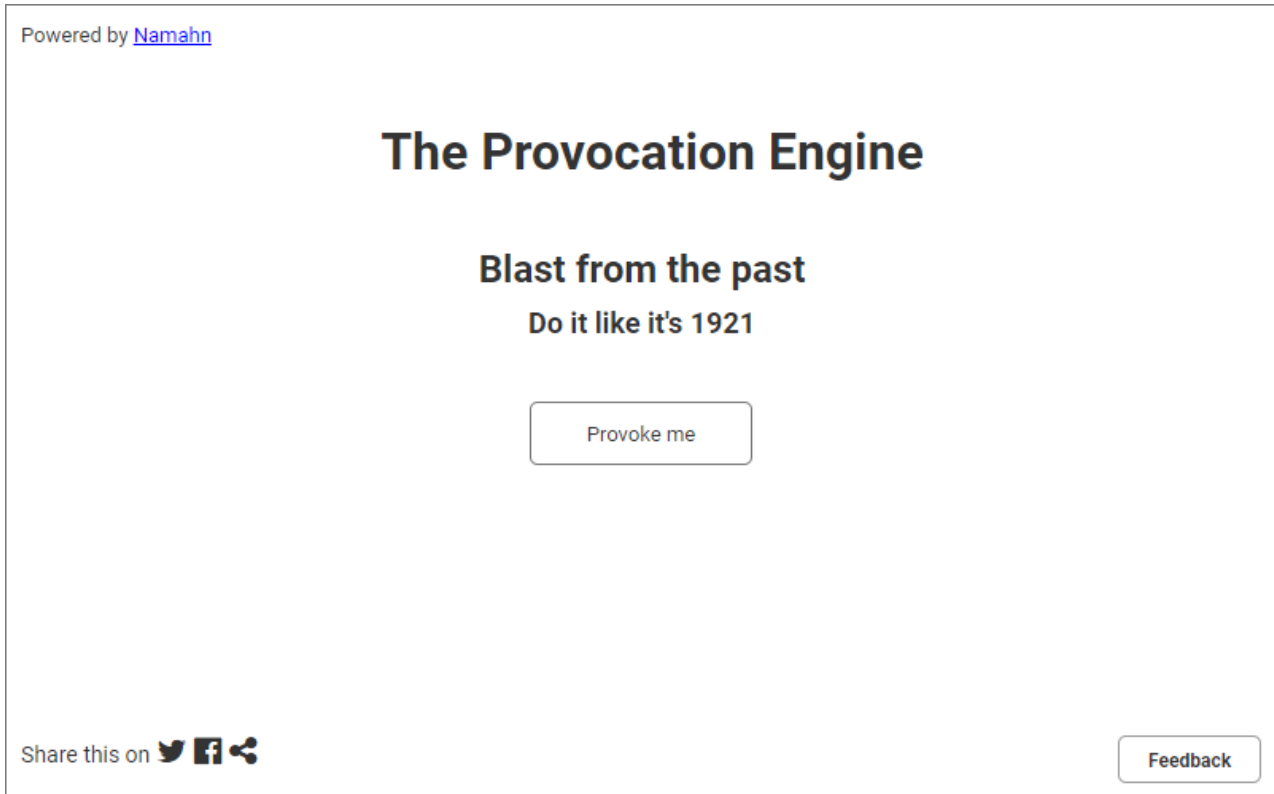 Powered by Namahn
The Provocation Engine
Blast from the past
Do it like it's 1921
Provoke me
Share this on
Feedback